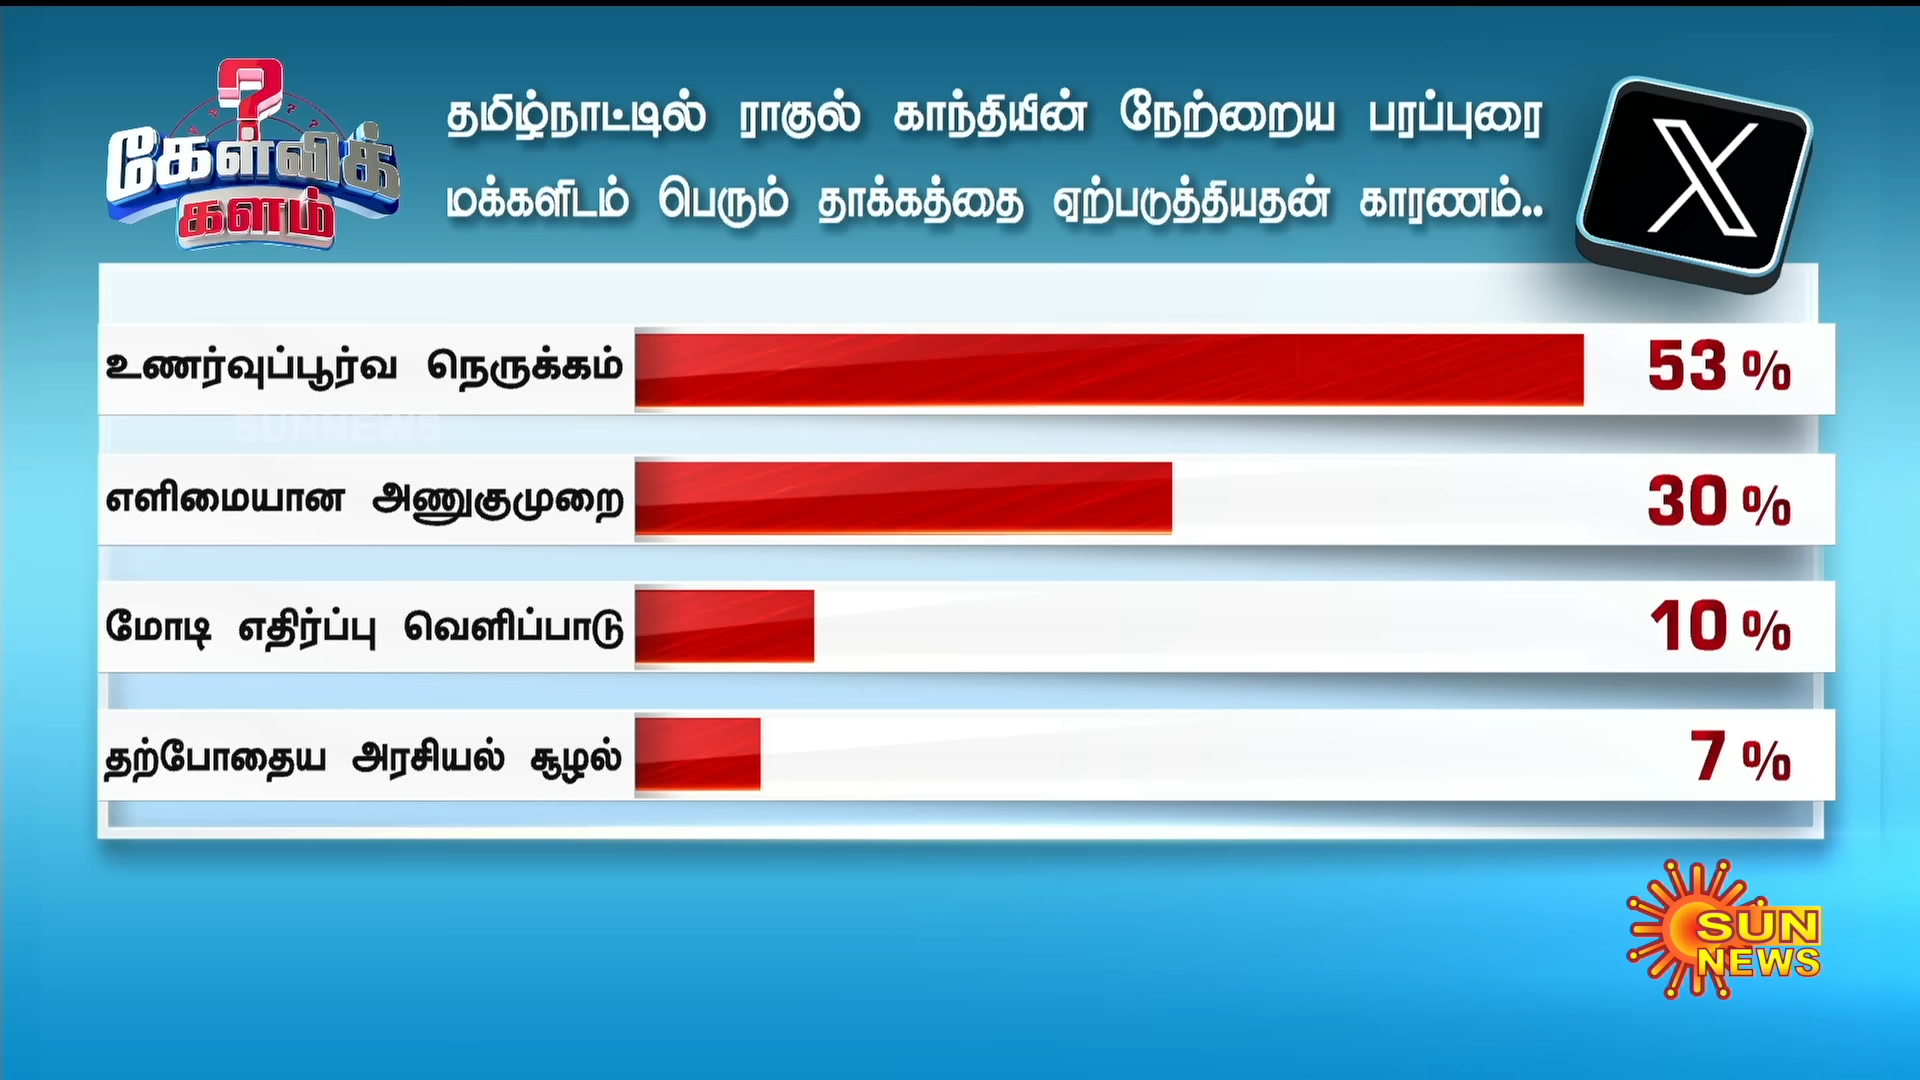 ?
கேள்விக்
களம்
தமிழ்நாட்டில் ராகுல் காந்தியின் நேற்றைய பரப்புரை
மக்களிடம் பெரும் தாக்கத்தை ஏற்படுத்தியதன் காரணம்..
X
உணர்வுப்பூர்வ நெருக்கம் 53 %
SUNNEWS
எளிமையான அணுகுமுறை 30 %
மோடி எதிர்ப்பு வெளிப்பாடு 10 %
தற்போதைய அரசியல் சூழல் 7 %
SUN
NEWS